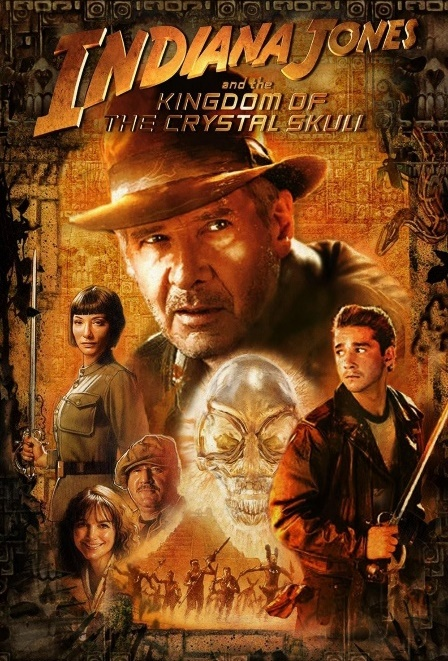 INDIANA JONES
and the
KINGDOM OF
THE CRYSTAL SKULL